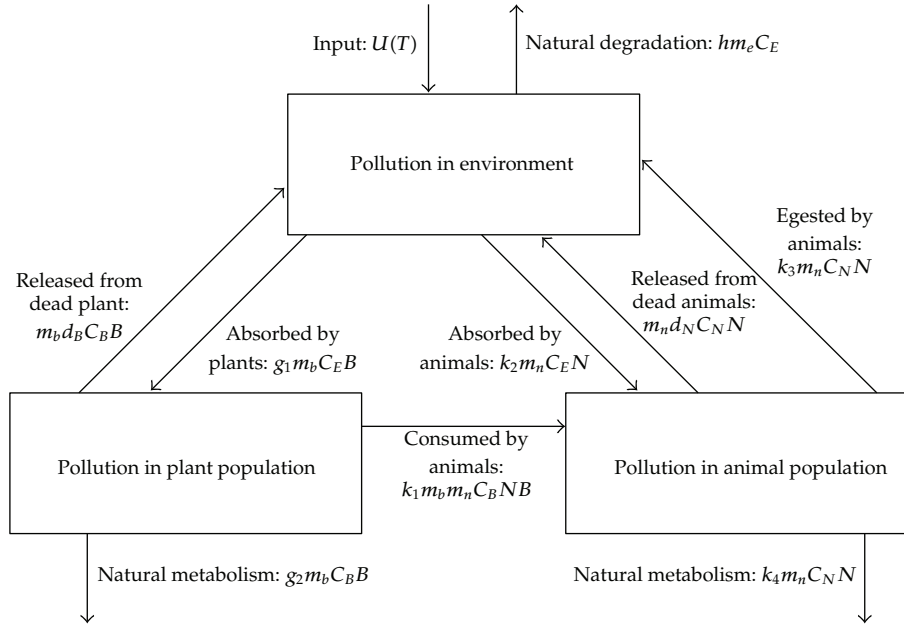 Input: U(T)
Natural degradation: hm_eC_E
Pollution in environment
Egested by
animals:
k_3m_nC_NN
Released from
dead plant:
m_bd_BC_BB
Released from
dead animals:
m_nd_NC_NN
Absorbed by
plants: g_1m_bC_EB
Absorbed by
animals: k_2m_nC_EN
Pollution in plant population
Consumed by
animals:
k_1m_bm_nC_BNB
Pollution in animal population
Natural metabolism: g_2m_bC_BB
Natural metabolism: k_4m_nC_NN